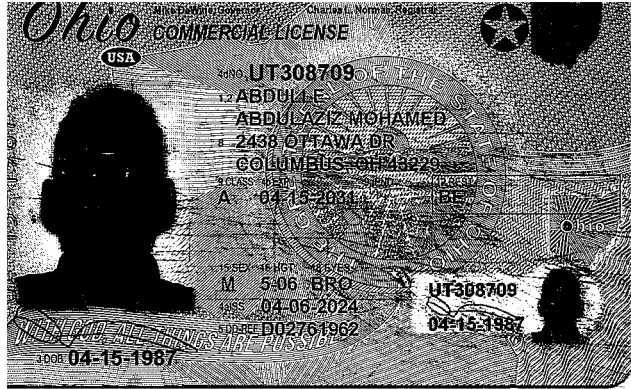 Ohio
Mike DeWine, Governor Charles L. Norman, Registrar
COMMERCIAL LICENSE
USA
4d NO. UT308709
1,2 ABDULLE
ABDULAZIZ MOHAMED
8 2438 OTTAWA DR
COLUMBUS, OH 43229
9 CLASS
A 04-15-2031
Ohio
15 SEX 16 HGT 18 EYES
M 5-06 BRO
4a ISS 04-06-2024
5 DD REF D02761962
WITH GOD, ALL THINGS ARE POSSIBLE
3 DOB 04-15-1987
UT308709
04-15-1987